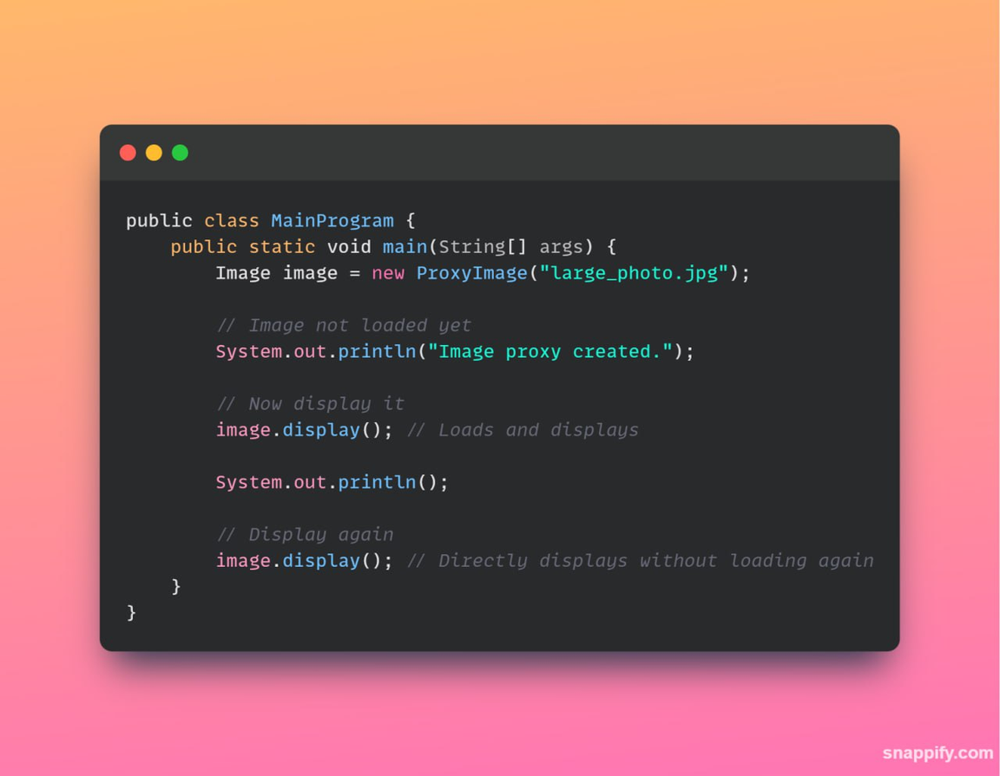 public class MainProgram {
    public static void main(String[] args) {
        Image image = new ProxyImage("large_photo.jpg");
        // Image not loaded yet
        System.out.println("Image proxy created.");
        // Now display it
        image.display(); // Loads and displays
        System.out.println();
        // Display again
        image.display(); // Directly displays without loading again
    }
}
snappify.com